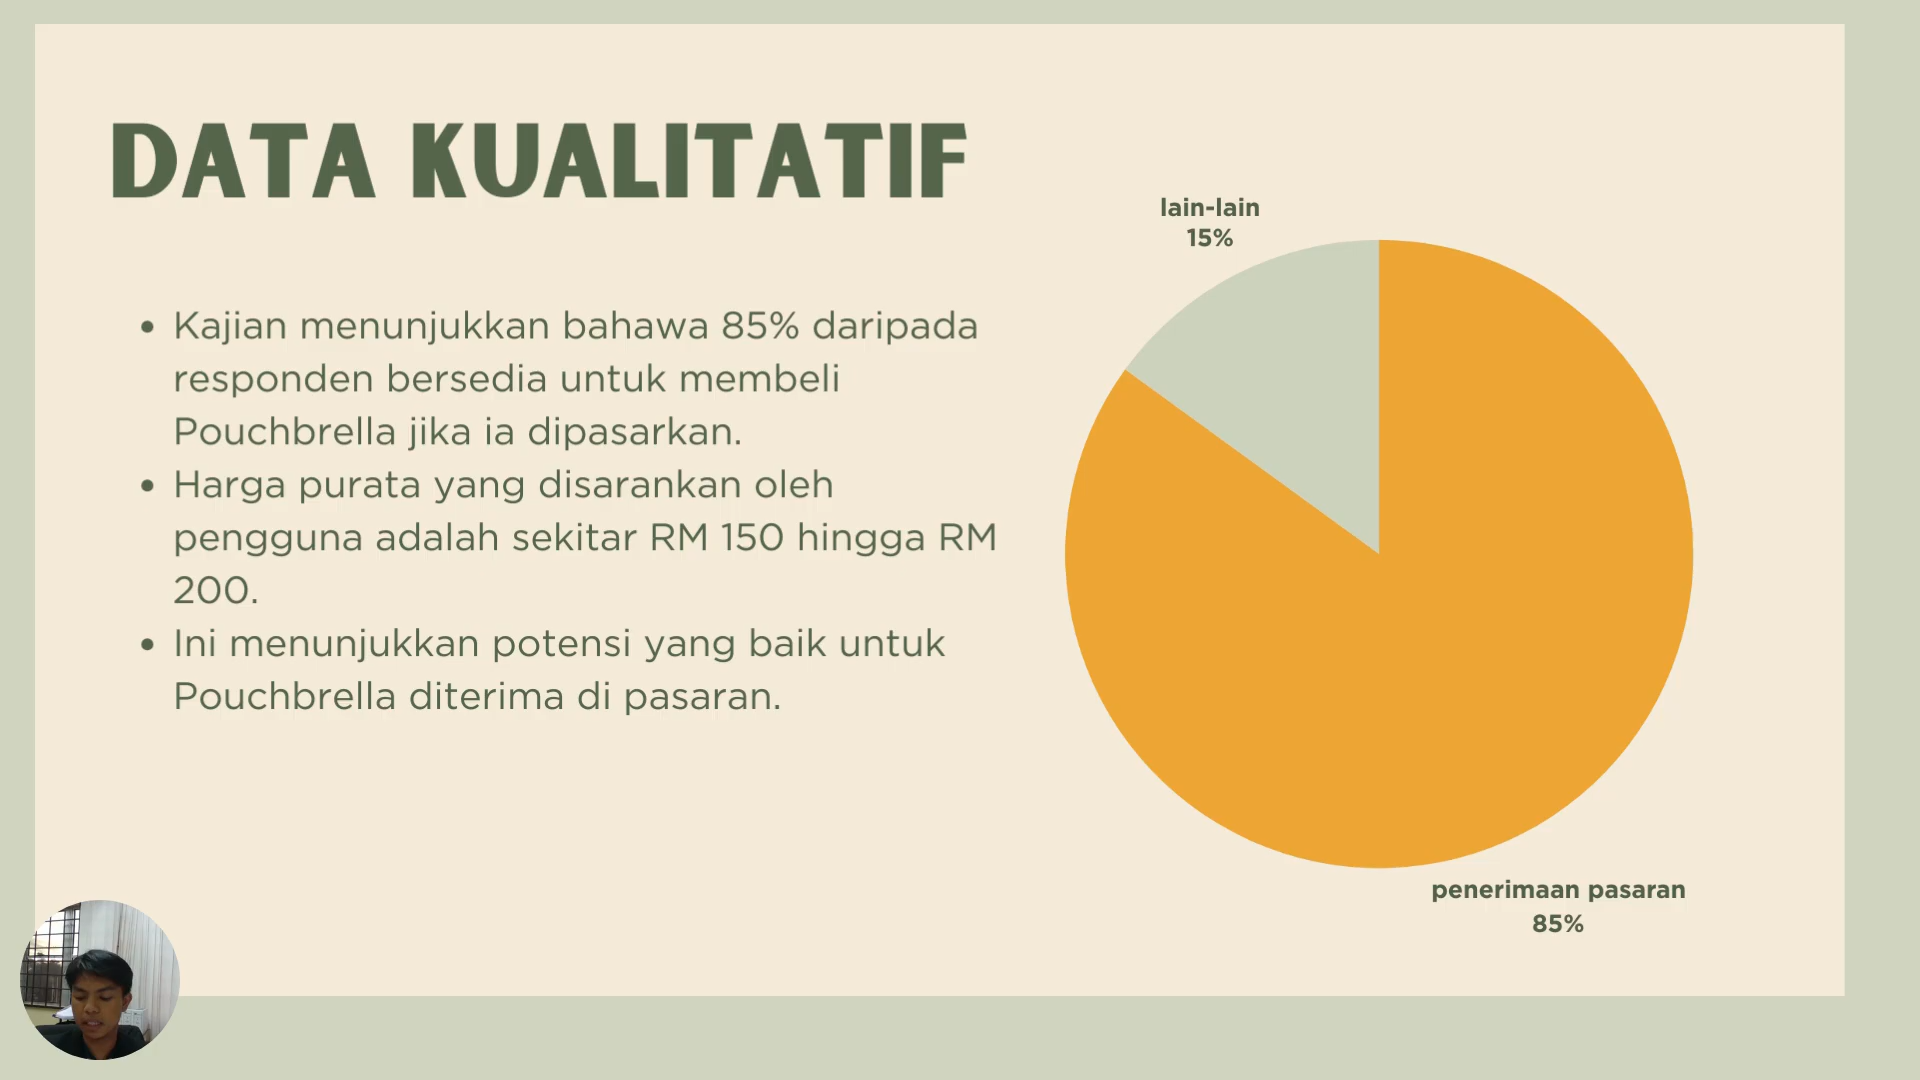 DATA KUALITATIF
• Kajian menunjukkan bahawa 85% daripada
responden bersedia untuk membeli
Pouchbrella jika ia dipasarkan.
• Harga purata yang disarankan oleh
pengguna adalah sekitar RM 150 hingga RM
200.
• Ini menunjukkan potensi yang baik untuk
Pouchbrella diterima di pasaran.
lain-lain
15%
penerimaan pasaran
85%